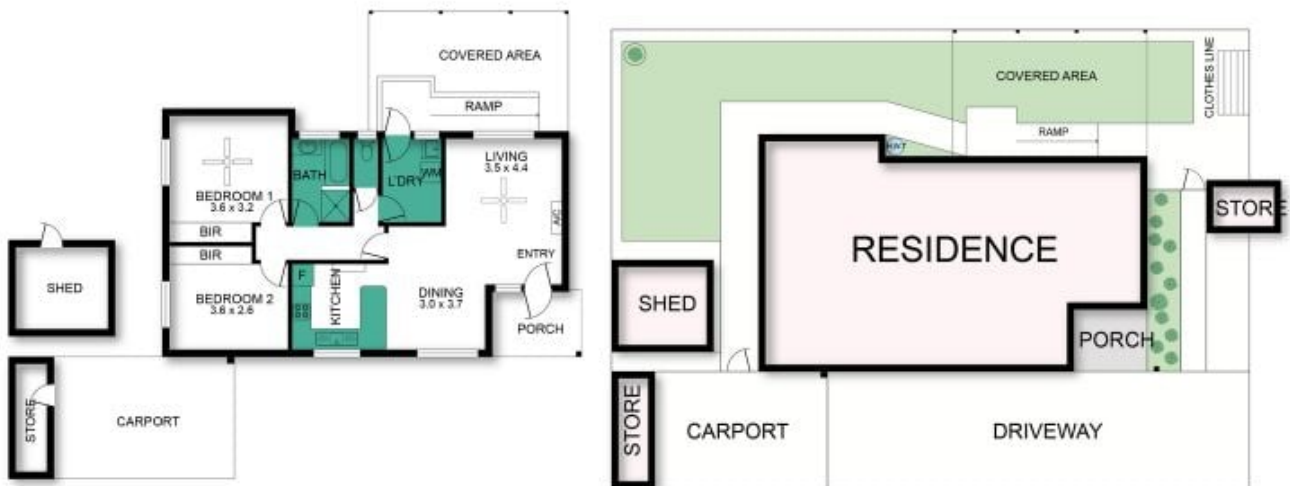 COVERED AREA
RAMP
BEDROOM 1
3.6 x 3.2
BIR
BATH
L'DRY
WM
LIVING
3.5 x 4.4
A/C
ENTRY
BIR
BEDROOM 2
3.6 x 2.6
F
KITCHEN
DINING
3.0 x 3.7
PORCH
SHED
STORE
CARPORT
COVERED AREA
RAMP
CLOTHES LINE
HWT
STORE
RESIDENCE
SHED
PORCH
STORE
CARPORT
DRIVEWAY